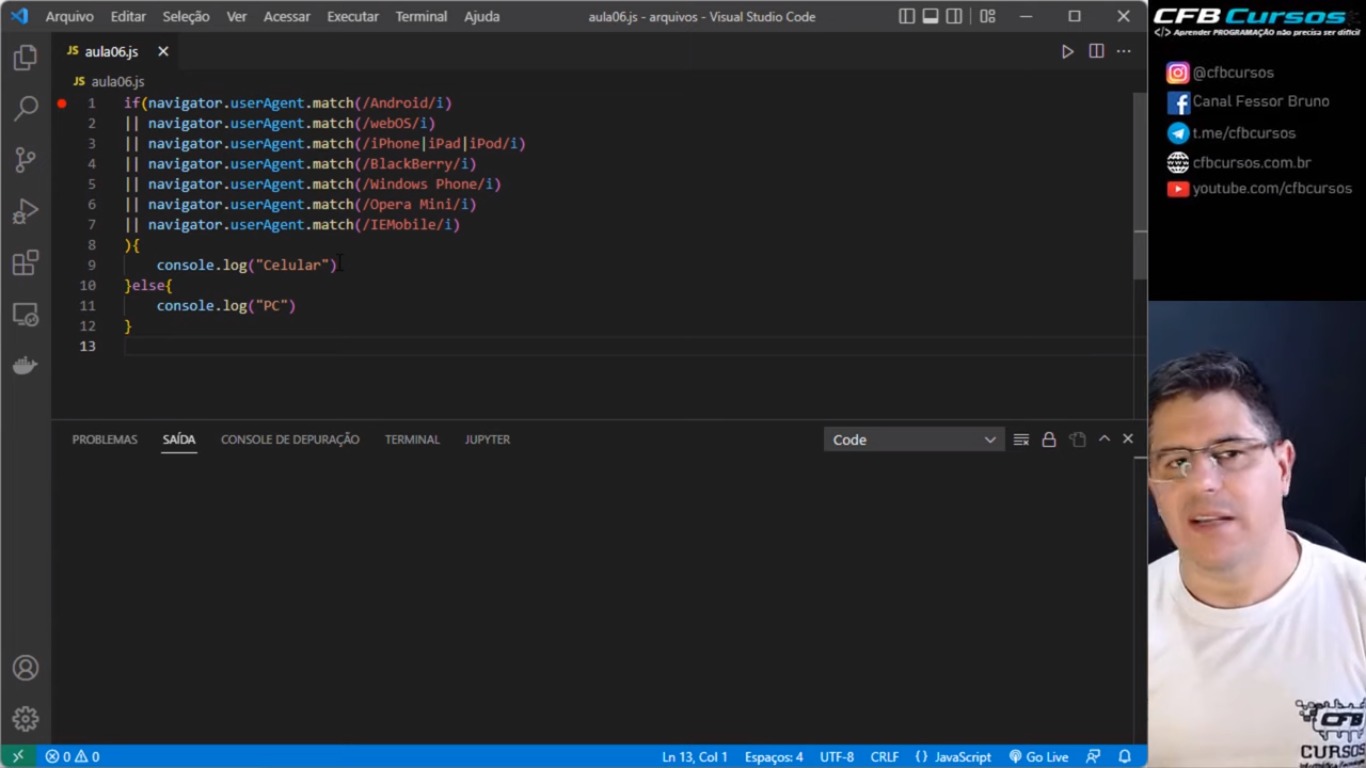 Arquivo Editar Seleção Ver Acessar Executar Terminal Ajuda
aula06.js - arquivos - Visual Studio Code
JS aula06.js
JS aula06.js
1 if(navigator.userAgent.match(/Android/i)
2 || navigator.userAgent.match(/webOS/i)
3 || navigator.userAgent.match(/iPhone|iPad|iPod/i)
4 || navigator.userAgent.match(/BlackBerry/i)
5 || navigator.userAgent.match(/Windows Phone/i)
6 || navigator.userAgent.match(/Opera Mini/i)
7 || navigator.userAgent.match(/IEMobile/i)
8 ){
9 console.log("Celular")
10 }else{
11 console.log("PC")
12 }
13
PROBLEMAS SAÍDA CONSOLE DE DEPURAÇÃO TERMINAL JUPYTER
Code
0 0
Ln 13, Col 1 Espaços: 4 UTF-8 CRLF {} JavaScript Go Live
CFB Cursos
</> Aprender PROGRAMAÇÃO não precisa ser difícil
@cfbcursos
Canal Fessor Bruno
t.me/cfbcursos
cfbcursos.com.br
youtube.com/cfbcursos
CFB
CURSOS